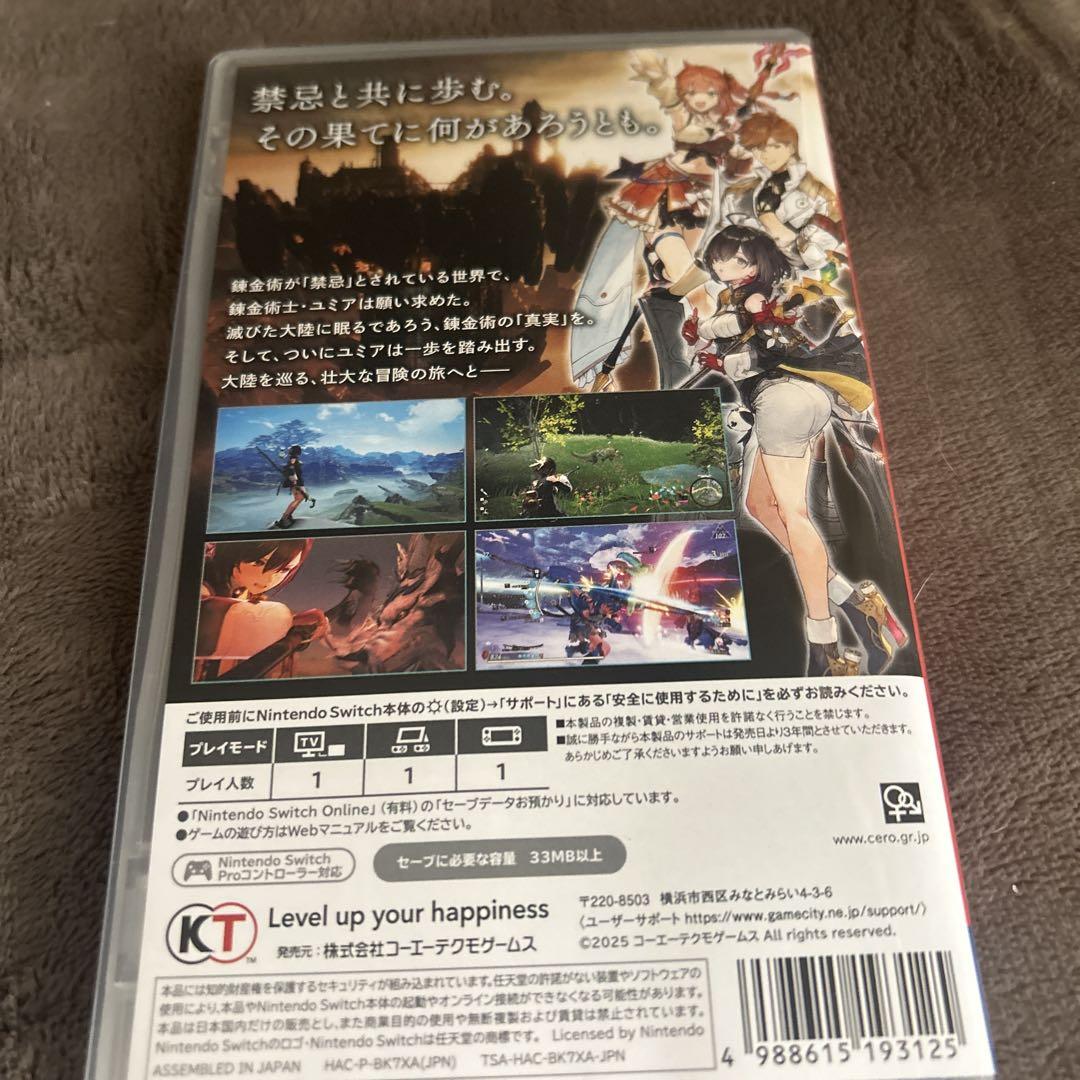 禁忌と共に歩む。
その果てに何があろうとも。
錬金術が「禁忌」とされている世界で、
錬金術士・ユミアは願い求めた。
滅びた大陸に眠るであろう、錬金術の「真実」を。
そして、ついにユミアは一歩を踏み出す。
大陸を巡る、壮大な冒険の旅へと――
ご使用前にNintendo Switch本体の(設定)→「サポート」にある「安全に使用するために」を必ずお読みください。
プレイモード TV
プレイ人数 1 1 1
■本製品の複製・賃貸・営業使用を許諾なく行うことを禁じます。
■誠に勝手ながら本製品のサポートは発売日より3年間とさせていただきます。
あらかじめご了承くださいますようお願い申しあげます。
●「Nintendo Switch Online」(有料)の「セーブデータお預かり」に対応しています。
●ゲームの遊び方はWebマニュアルをご覧ください。
www.cero.gr.jp
Nintendo Switch
Proコントローラー対応
セーブに必要な容量 33MB以上
KT
TM
Level up your happiness
発売元:株式会社コーエーテクモゲームス
〒220-8503 横浜市西区みなとみらい4-3-6
〈ユーザーサポート https://www.gamecity.ne.jp/support/〉
©2025 コーエーテクモゲームス All rights reserved.
本品には知的財産権を保護するセキュリティが組み込まれています。任天堂の許諾がない装置やソフトウェアの
使用により、本品やNintendo Switch本体の起動やオンライン接続ができなくなる可能性があります。
本品は日本国内だけの販売とし、また商業目的の使用や無断複製および賃貸は禁止されています。
Nintendo Switchのロゴ・Nintendo Switchは任天堂の商標です。 Licensed by Nintendo
ASSEMBLED IN JAPAN HAC-P-BK7XA(JPN) TSA-HAC-BK7XA-JPN
4 988615 193125